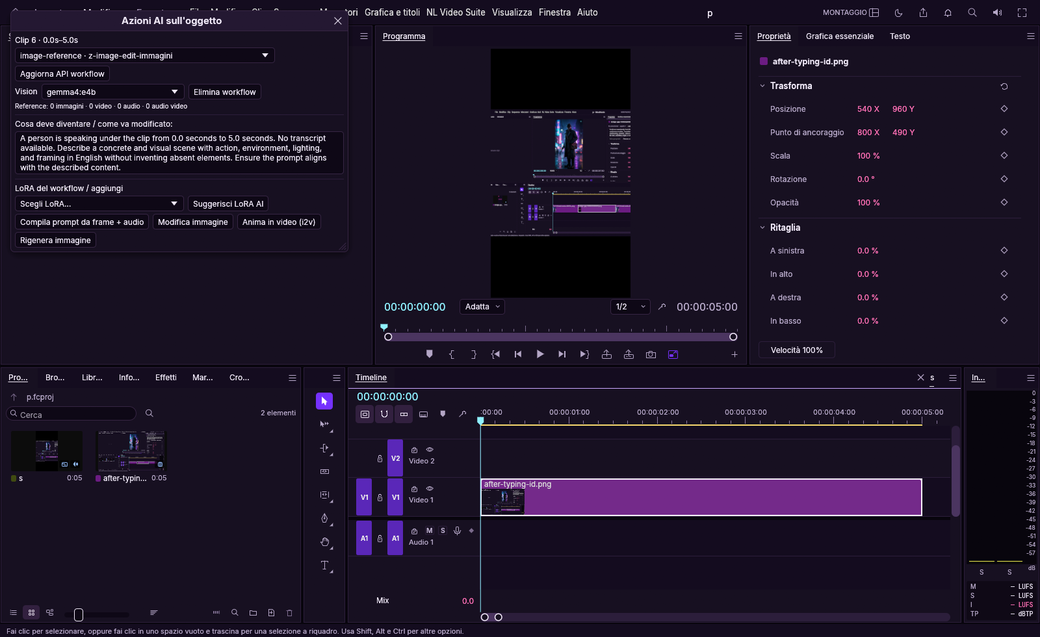 Azioni AI sull'oggetto
Clip 6 · 0.0s–5.0s
image-reference · z-image-edit-immagini
Aggiorna API workflow
Vision gemma4:e4b Elimina workflow
Reference: 0 immagini · 0 video · 0 audio · 0 audio video
Cosa deve diventare / come va modificato:
A person is speaking under the clip from 0.0 seconds to 5.0 seconds. No transcript
available. Describe a concrete and visual scene with action, environment, lighting,
and framing in English without inventing absent elements. Ensure the prompt aligns
with the described content.
LoRA del workflow / aggiungi
Scegli LoRA... Suggerisci LoRA AI
Compila prompt da frame + audio Modifica immagine Anima in video (i2v)
Rigenera immagine
Grafica e titoli NL Video Suite Visualizza Finestra Aiuto
p
MONTAGGIO
Programma
00:00:00:00 Adatta 1/2 00:00:05:00
Proprietà Grafica essenziale Testo
after-typing-id.png
Trasforma
Posizione 540 X 960 Y
Punto di ancoraggio 800 X 490 Y
Scala 100 %
Rotazione 0.0 °
Opacità 100 %
Ritaglia
A sinistra 0.0 %
In alto 0.0 %
A destra 0.0 %
In basso 0.0 %
Velocità 100%
Pro... Bro... Libr... Info... Effetti Mar... Cro...
p.fcproj
Cerca 2 elementi
s 0:05 after-typin... 0:05
Timeline s
00:00:00:00
:00:00 00:00:01:00 00:00:02:00 00:00:03:00 00:00:04:00 00:00:05:00
V2 Video 2
V1 V1 Video 1
after-typing-id.png
A1 A1 M S Audio 1
Mix 0.0
In...
0
-3
-6
-9
-12
-15
-18
-21
-24
-27
-30
-33
-36
-39
-42
-45
-48
-51
-54
-57
dB
S S
M – LUFS
S – LUFS
I – LUFS
TP – dBTP
Fai clic per selezionare, oppure fai clic in uno spazio vuoto e trascina per una selezione a riquadro. Usa Shift, Alt e Ctrl per altre opzioni.